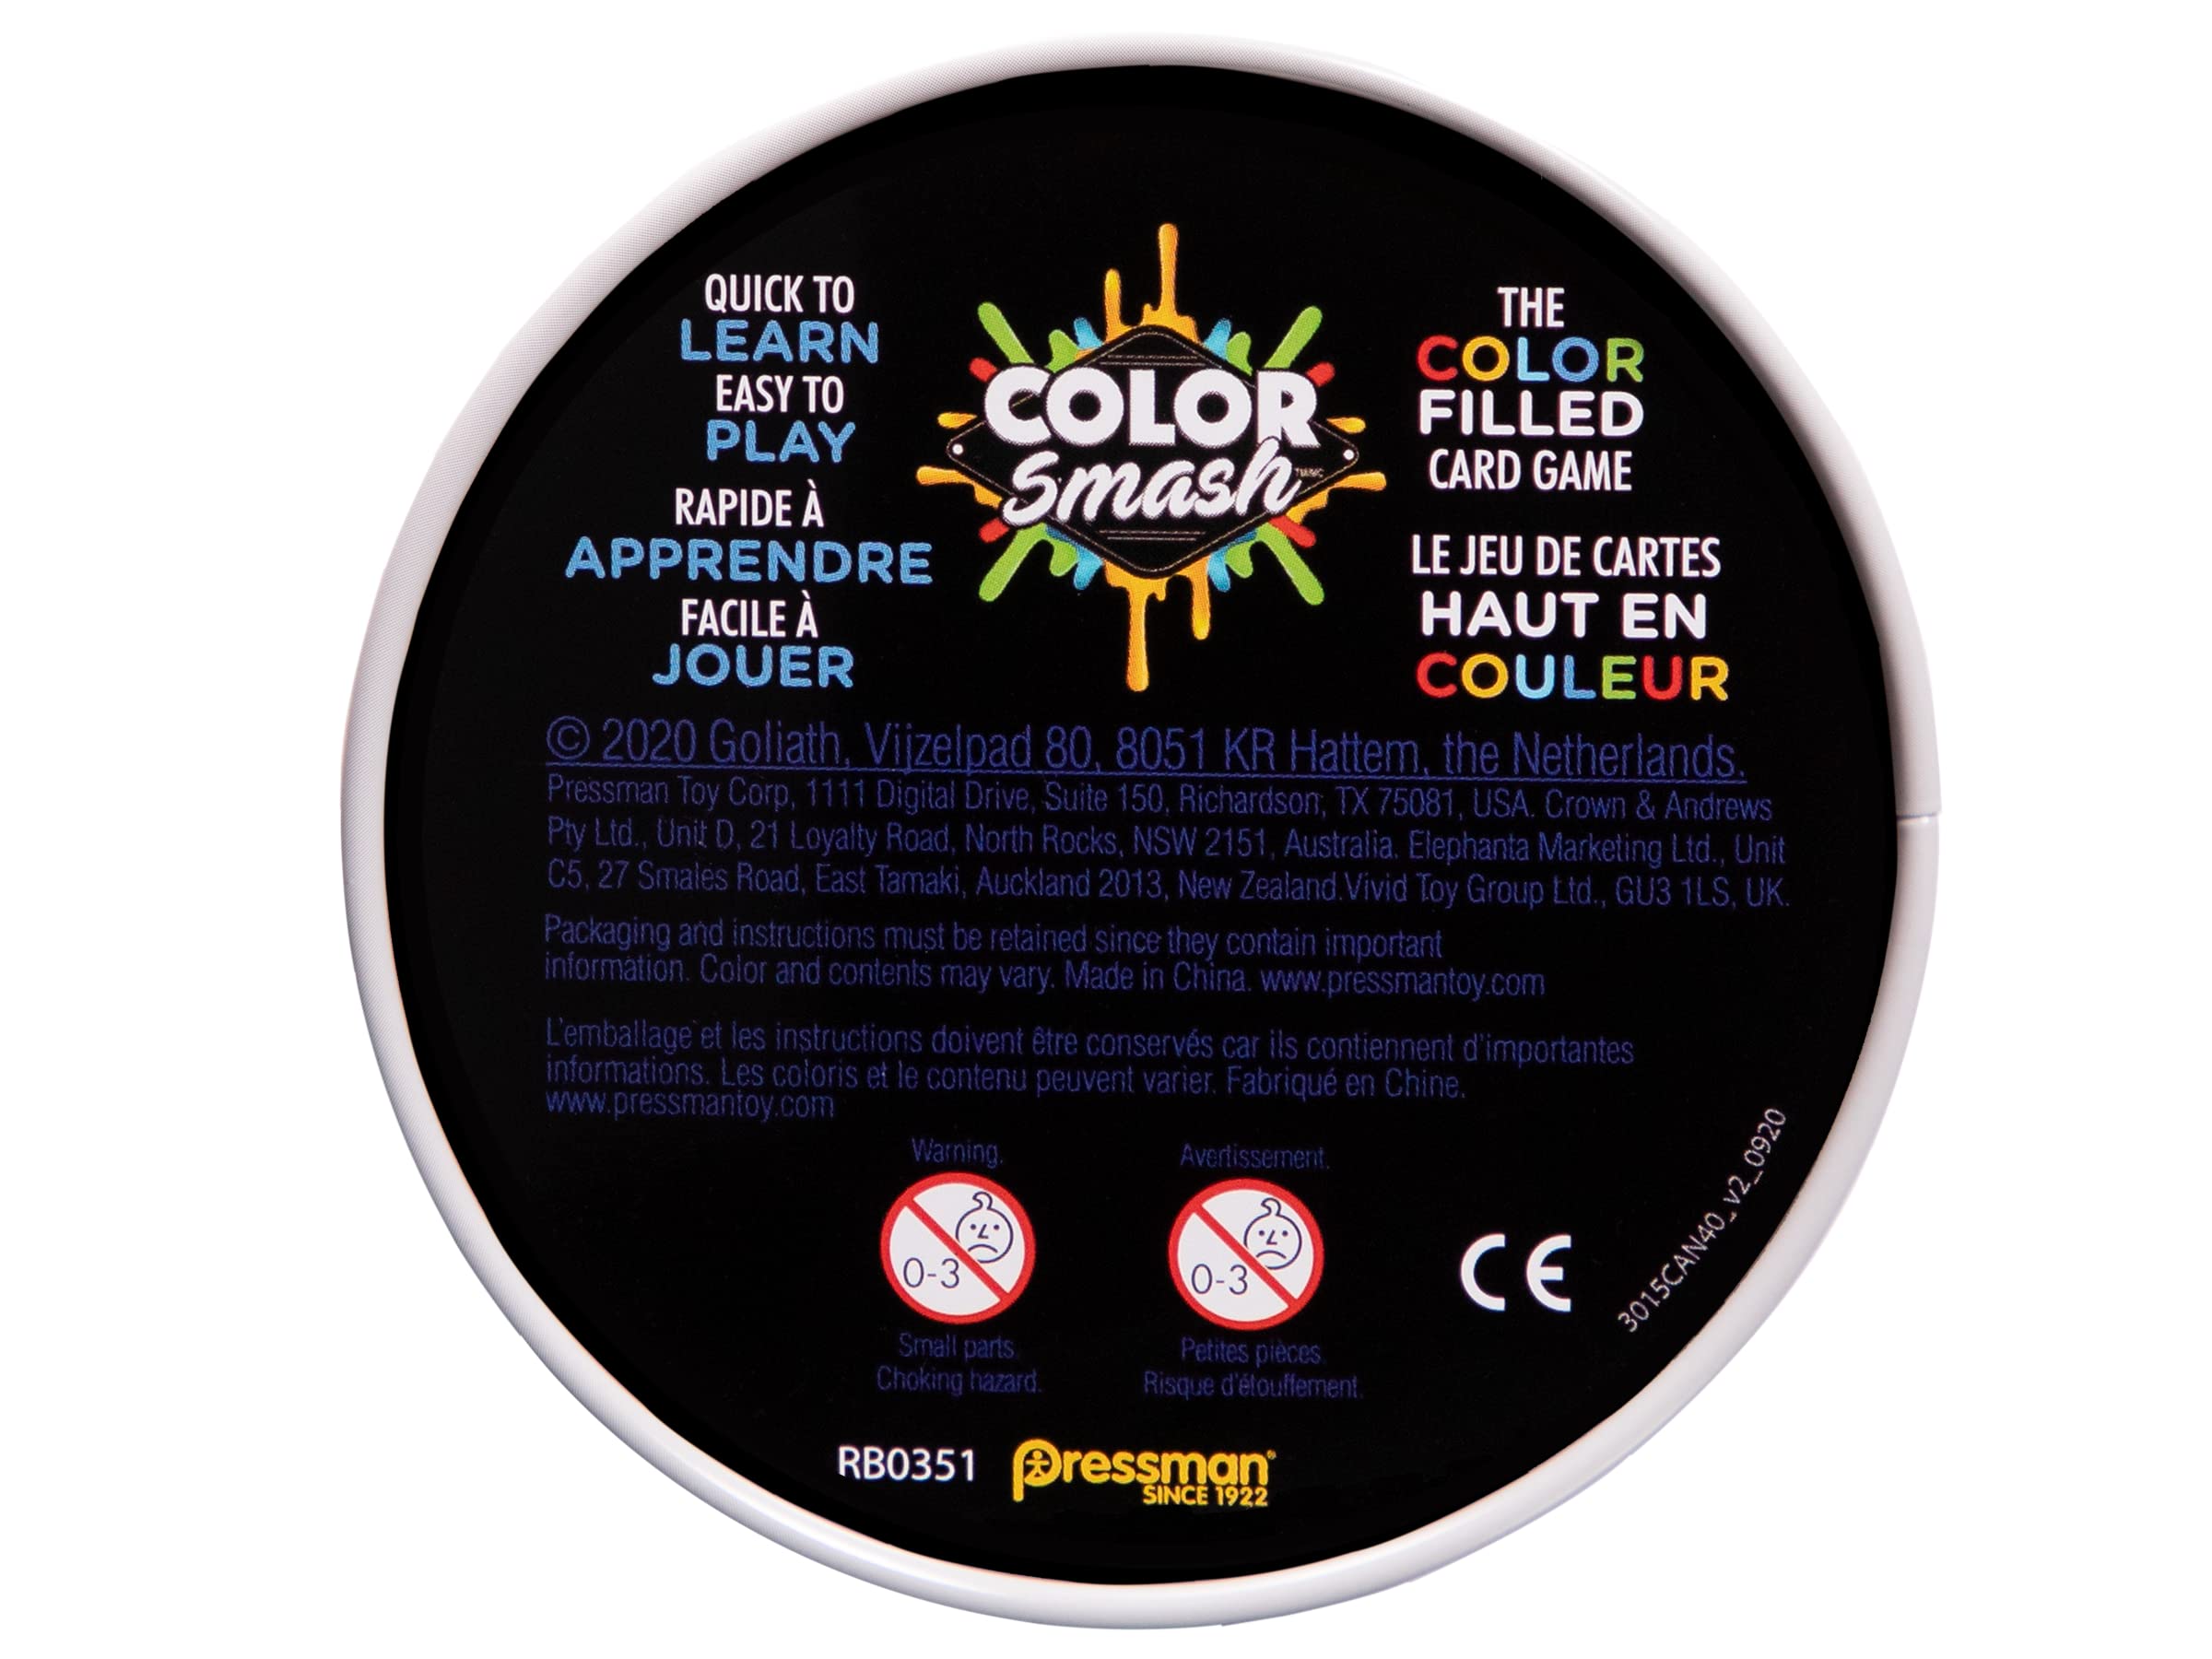 QUICK TO
LEARN
EASY TO
PLAY
RAPIDE À
APPRENDRE
FACILE À
JOUER
COLOR
Smash
THE
COLOR
FILLED
CARD GAME
LE JEU DE CARTES
HAUT EN
COULEUR
© 2020 Goliath, Vijzelpad 80, 8051 KR Hattem, the Netherlands.
Pressman Toy Corp, 1111 Digital Drive, Suite 150, Richardson, TX 75081, USA. Crown & Andrews
Pty Ltd., Unit D, 21 Loyalty Road, North Rocks, NSW 2151, Australia. Elephanta Marketing Ltd., Unit
C5, 27 Smales Road, East Tamaki, Auckland 2013, New Zealand.Vivid Toy Group Ltd., GU3 1LS, UK.
Packaging and instructions must be retained since they contain important
information. Color and contents may vary. Made in China. www.pressmantoy.com
L'emballage et les instructions doivent être conservés car ils contiennent d'importantes
informations. Les coloris et le contenu peuvent varier. Fabriqué en Chine.
www.pressmantoy.com
Warning.
0-3
Small parts.
Choking hazard.
Avertissement.
0-3
Petites pièces.
Risque d'étouffement.
CE
3015CAN40_v2_0920
RB0351
Pressman®
SINCE 1922